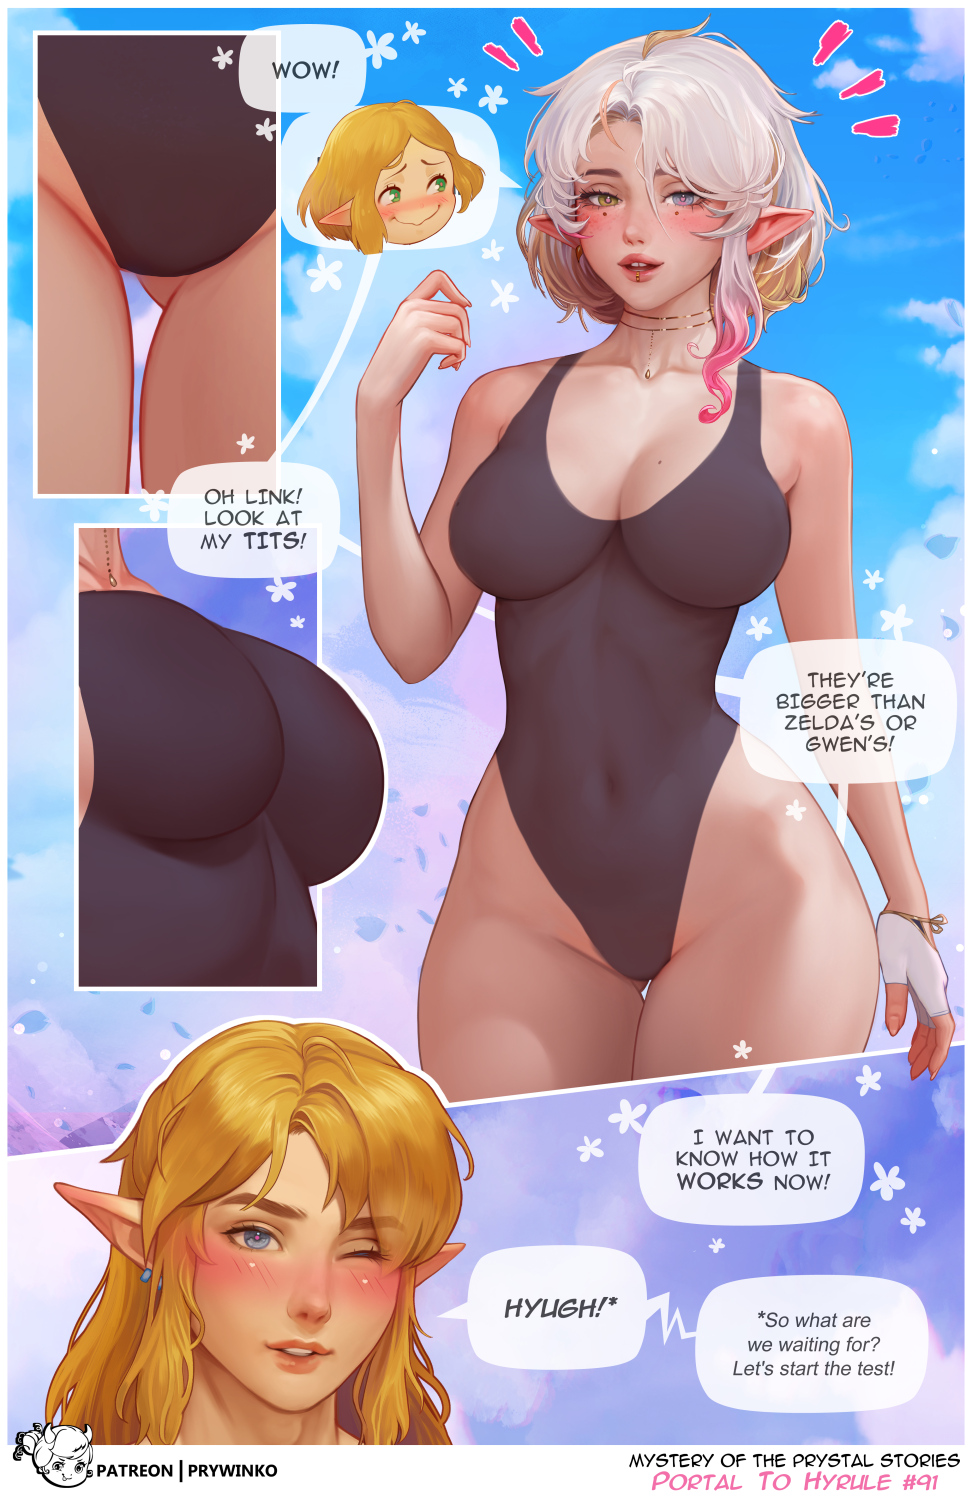 WOW!
OH LINK!
LOOK AT
MY TITS!
THEY'RE
BIGGER THAN
ZELDA'S OR
GWEN'S!
I WANT TO
KNOW HOW IT
WORKS NOW!
HYUGH!*
*So what are
we waiting for?
Let's start the test!
PATREON | PRYWINKO
MYSTERY OF THE PRYSTAL STORIES
PORTAL TO HYRULE #91